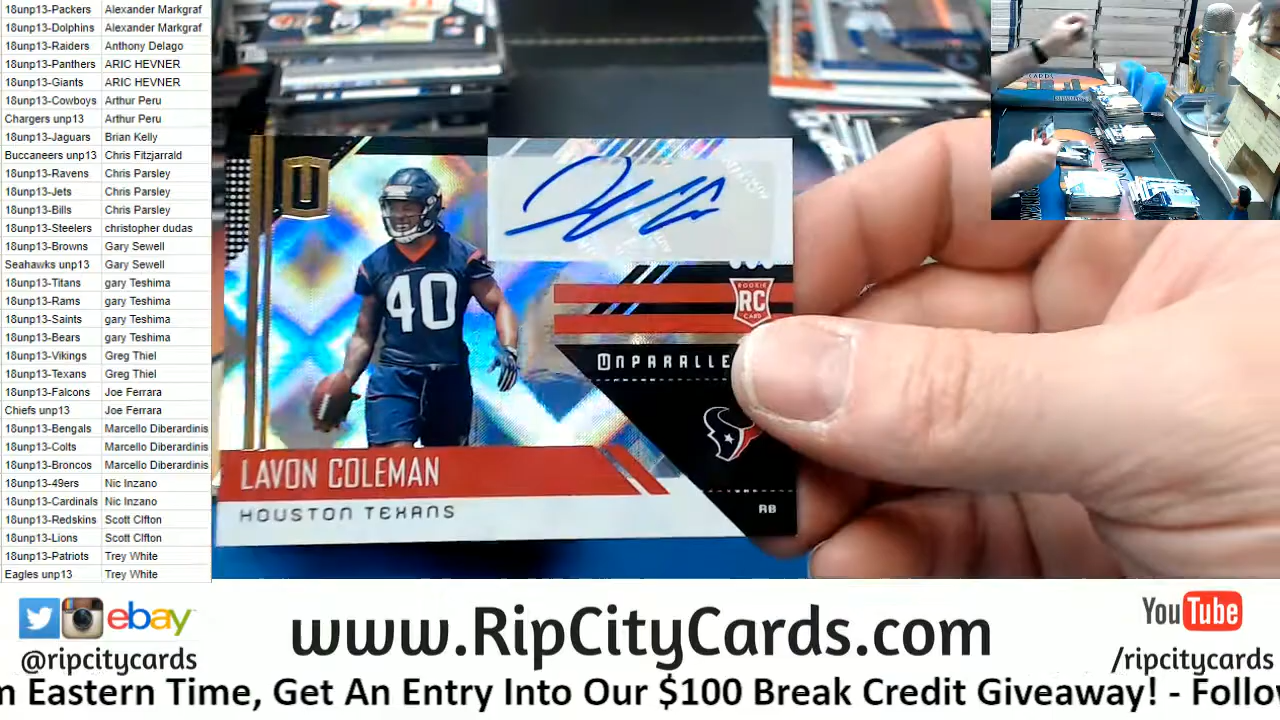 18unp13-Packers Alexander Markgraf
18unp13-Dolphins Alexander Markgraf
18unp13-Raiders Anthony Delago
18unp13-Panthers ARIC HEVNER
18unp13-Giants ARIC HEVNER
18unp13-Cowboys Arthur Peru
Chargers unp13 Arthur Peru
18unp13-Jaguars Brian Kelly
Buccaneers unp13 Chris Fitzjarrald
18unp13-Ravens Chris Parsley
18unp13-Jets Chris Parsley
18unp13-Bills Chris Parsley
18unp13-Steelers christopher dudas
18unp13-Browns Gary Sewell
Seahawks unp13 Gary Sewell
18unp13-Titans gary Teshima
18unp13-Rams gary Teshima
18unp13-Saints gary Teshima
18unp13-Bears gary Teshima
18unp13-Vikings Greg Thiel
18unp13-Texans Greg Thiel
18unp13-Falcons Joe Ferrara
Chiefs unp13 Joe Ferrara
18unp13-Bengals Marcello Diberardinis
18unp13-Colts Marcello Diberardinis
18unp13-Broncos Marcello Diberardinis
18unp13-49ers Nic Inzano
18unp13-Cardinals Nic Inzano
18unp13-Redskins Scott Clfton
18unp13-Lions Scott Clfton
18unp13-Patriots Trey White
Eagles unp13 Trey White
U
40
ROOKIE
RC
CARD
UNPARALLE
LAVON COLEMAN
HOUSTON TEXANS
RB
CARDS
ebay
@ripcitycards
www.RipCityCards.com
YouTube
/ripcitycards
m Eastern Time, Get An Entry Into Our $100 Break Credit Giveaway! - Follow